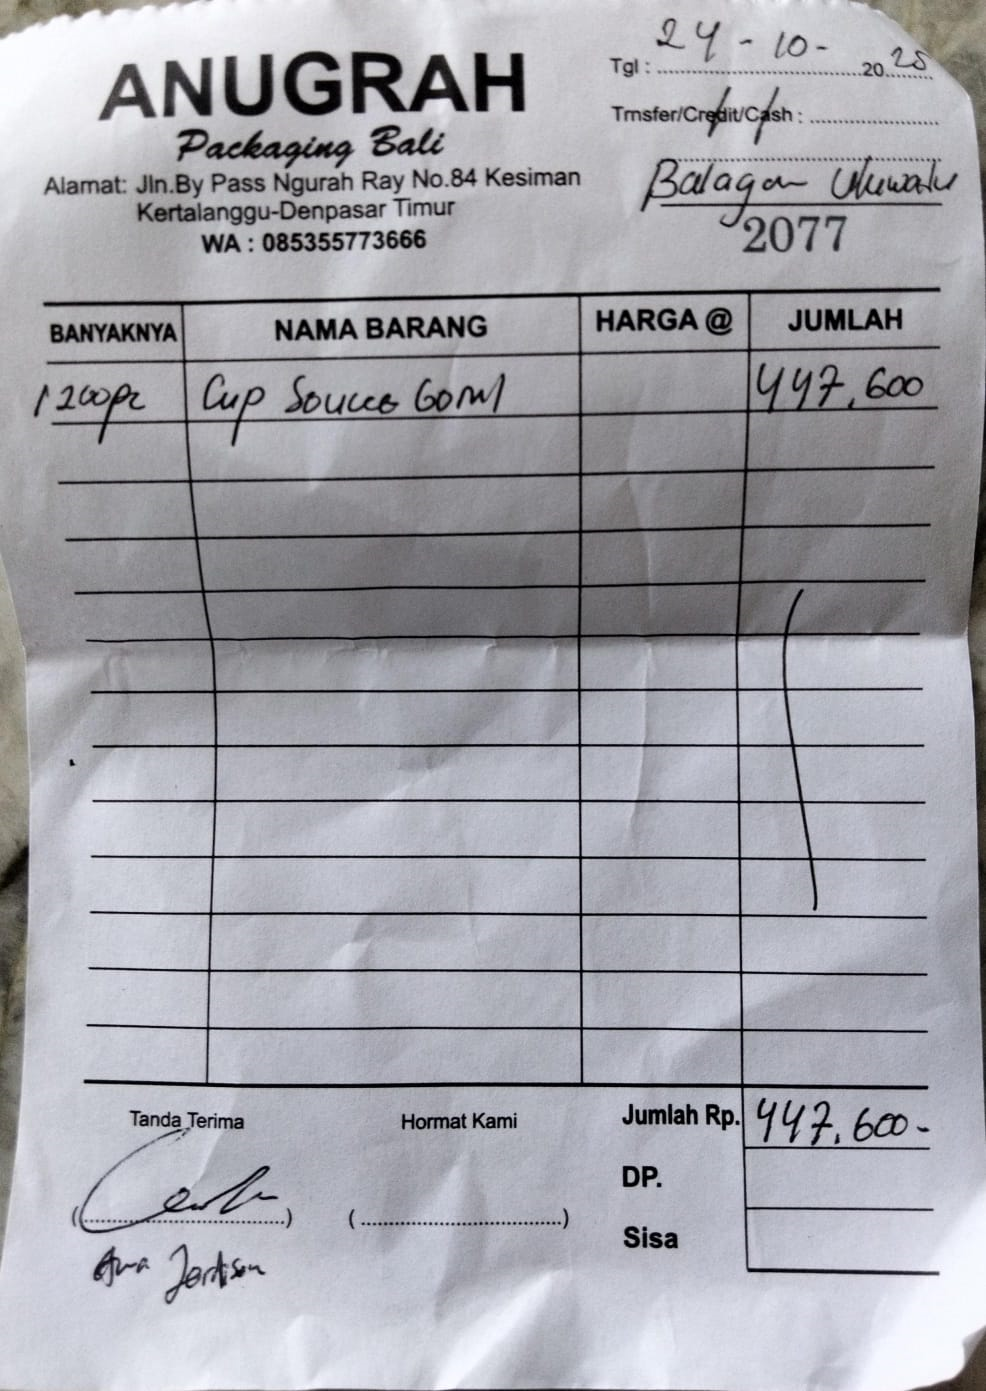 ANUGRAH
Packaging Bali
Alamat: Jln.By Pass Ngurah Ray No.84 Kesiman
Kertalanggu-Denpasar Timur
WA : 085355773666
Tgl : 24 - 10 - 2025
Trnsfer/Credit/Cash :
Balagan Uluwatu
2077
BANYAKNYA NAMA BARANG HARGA @ JUMLAH
1200pc Cup Souce 60ml 447.600
Tanda Terima Hormat Kami Jumlah Rp. 447.600-
DP.
(....................) (....................) Sisa